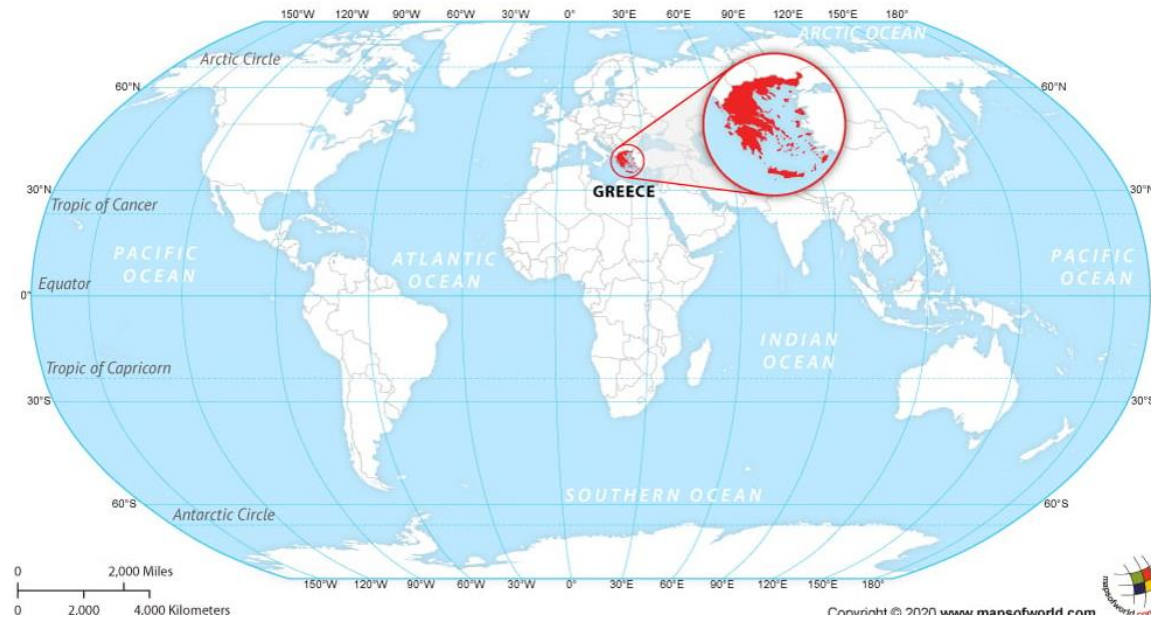 150°W 120°W 90°W 60°W 30°W 0° 30°E 60°E 90°E 120°E 150°E 180°
ARCTIC OCEAN
Arctic Circle
60°N 60°N
GREECE
30°N 30°N
Tropic of Cancer
PACIFIC
OCEAN
ATLANTIC
OCEAN
PACIFIC
OCEAN
Equator
0° 0°
INDIAN
OCEAN
Tropic of Capricorn
30°S 30°S
SOUTHERN OCEAN
60°S 60°S
Antarctic Circle
150°W 120°W 90°W 60°W 30°W 0° 30°E 60°E 90°E 120°E 150°E 180°
0 2,000 Miles
0 2.000 4.000 Kilometers
Copyright © 2020 www.mapsofworld.com
mapsofworld.com